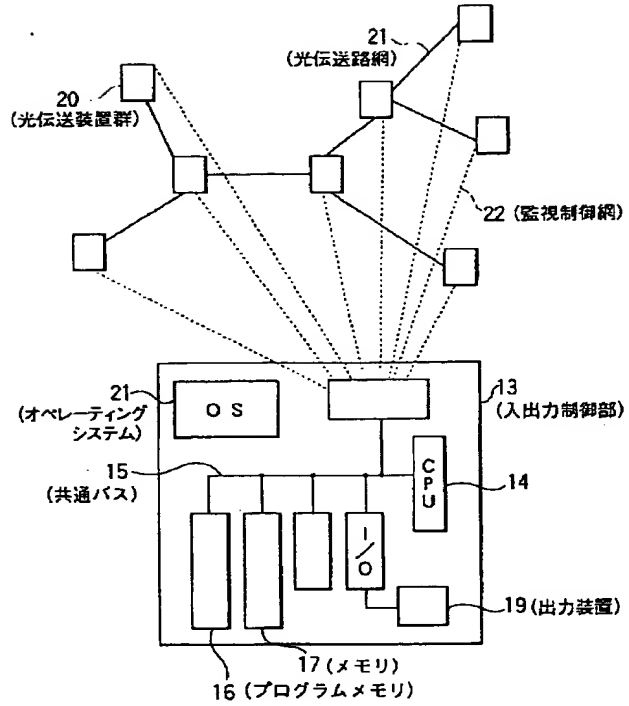 21
(光伝送路網)
20
(光伝送装置群)
22 (監視制御網)
21
(オペレーティング
システム)
OS
13
(入出力制御部)
15
(共通バス)
CPU
14
I/O
19 (出力装置)
17 (メモリ)
16 (プログラムメモリ)